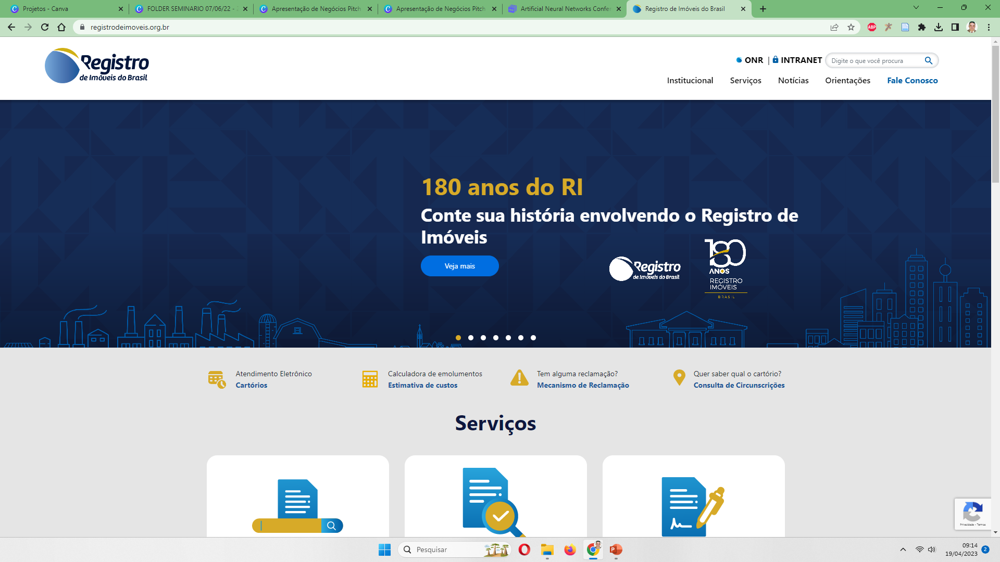 Projetos - Canva
FOLDER SEMINARIO 07/06/22 - 2
Apresentação de Negócios Pitch
Apresentação de Negócios Pitch
Artificial Neural Networks Confer
Registro de Imóveis do Brasil
registrodeimoveis.org.br
ABP
Registro
de Imóveis do Brasil
ONR | INTRANET
Digite o que você procura
Institucional Serviços Notícias Orientações Fale Conosco
180 anos do RI
Conte sua história envolvendo o Registro de
Imóveis
Veja mais
Registro
de Imóveis do Brasil
180
ANOS
REGISTRO
IMÓVEIS
BRASIL
Atendimento Eletrônico
Cartórios
Calculadora de emolumentos
Estimativa de custos
Tem alguma reclamação?
Mecanismo de Reclamação
Quer saber qual o cartório?
Consulta de Circunscrições
Serviços
Privacidade - Termos
Pesquisar
09:14
19/04/2023
2